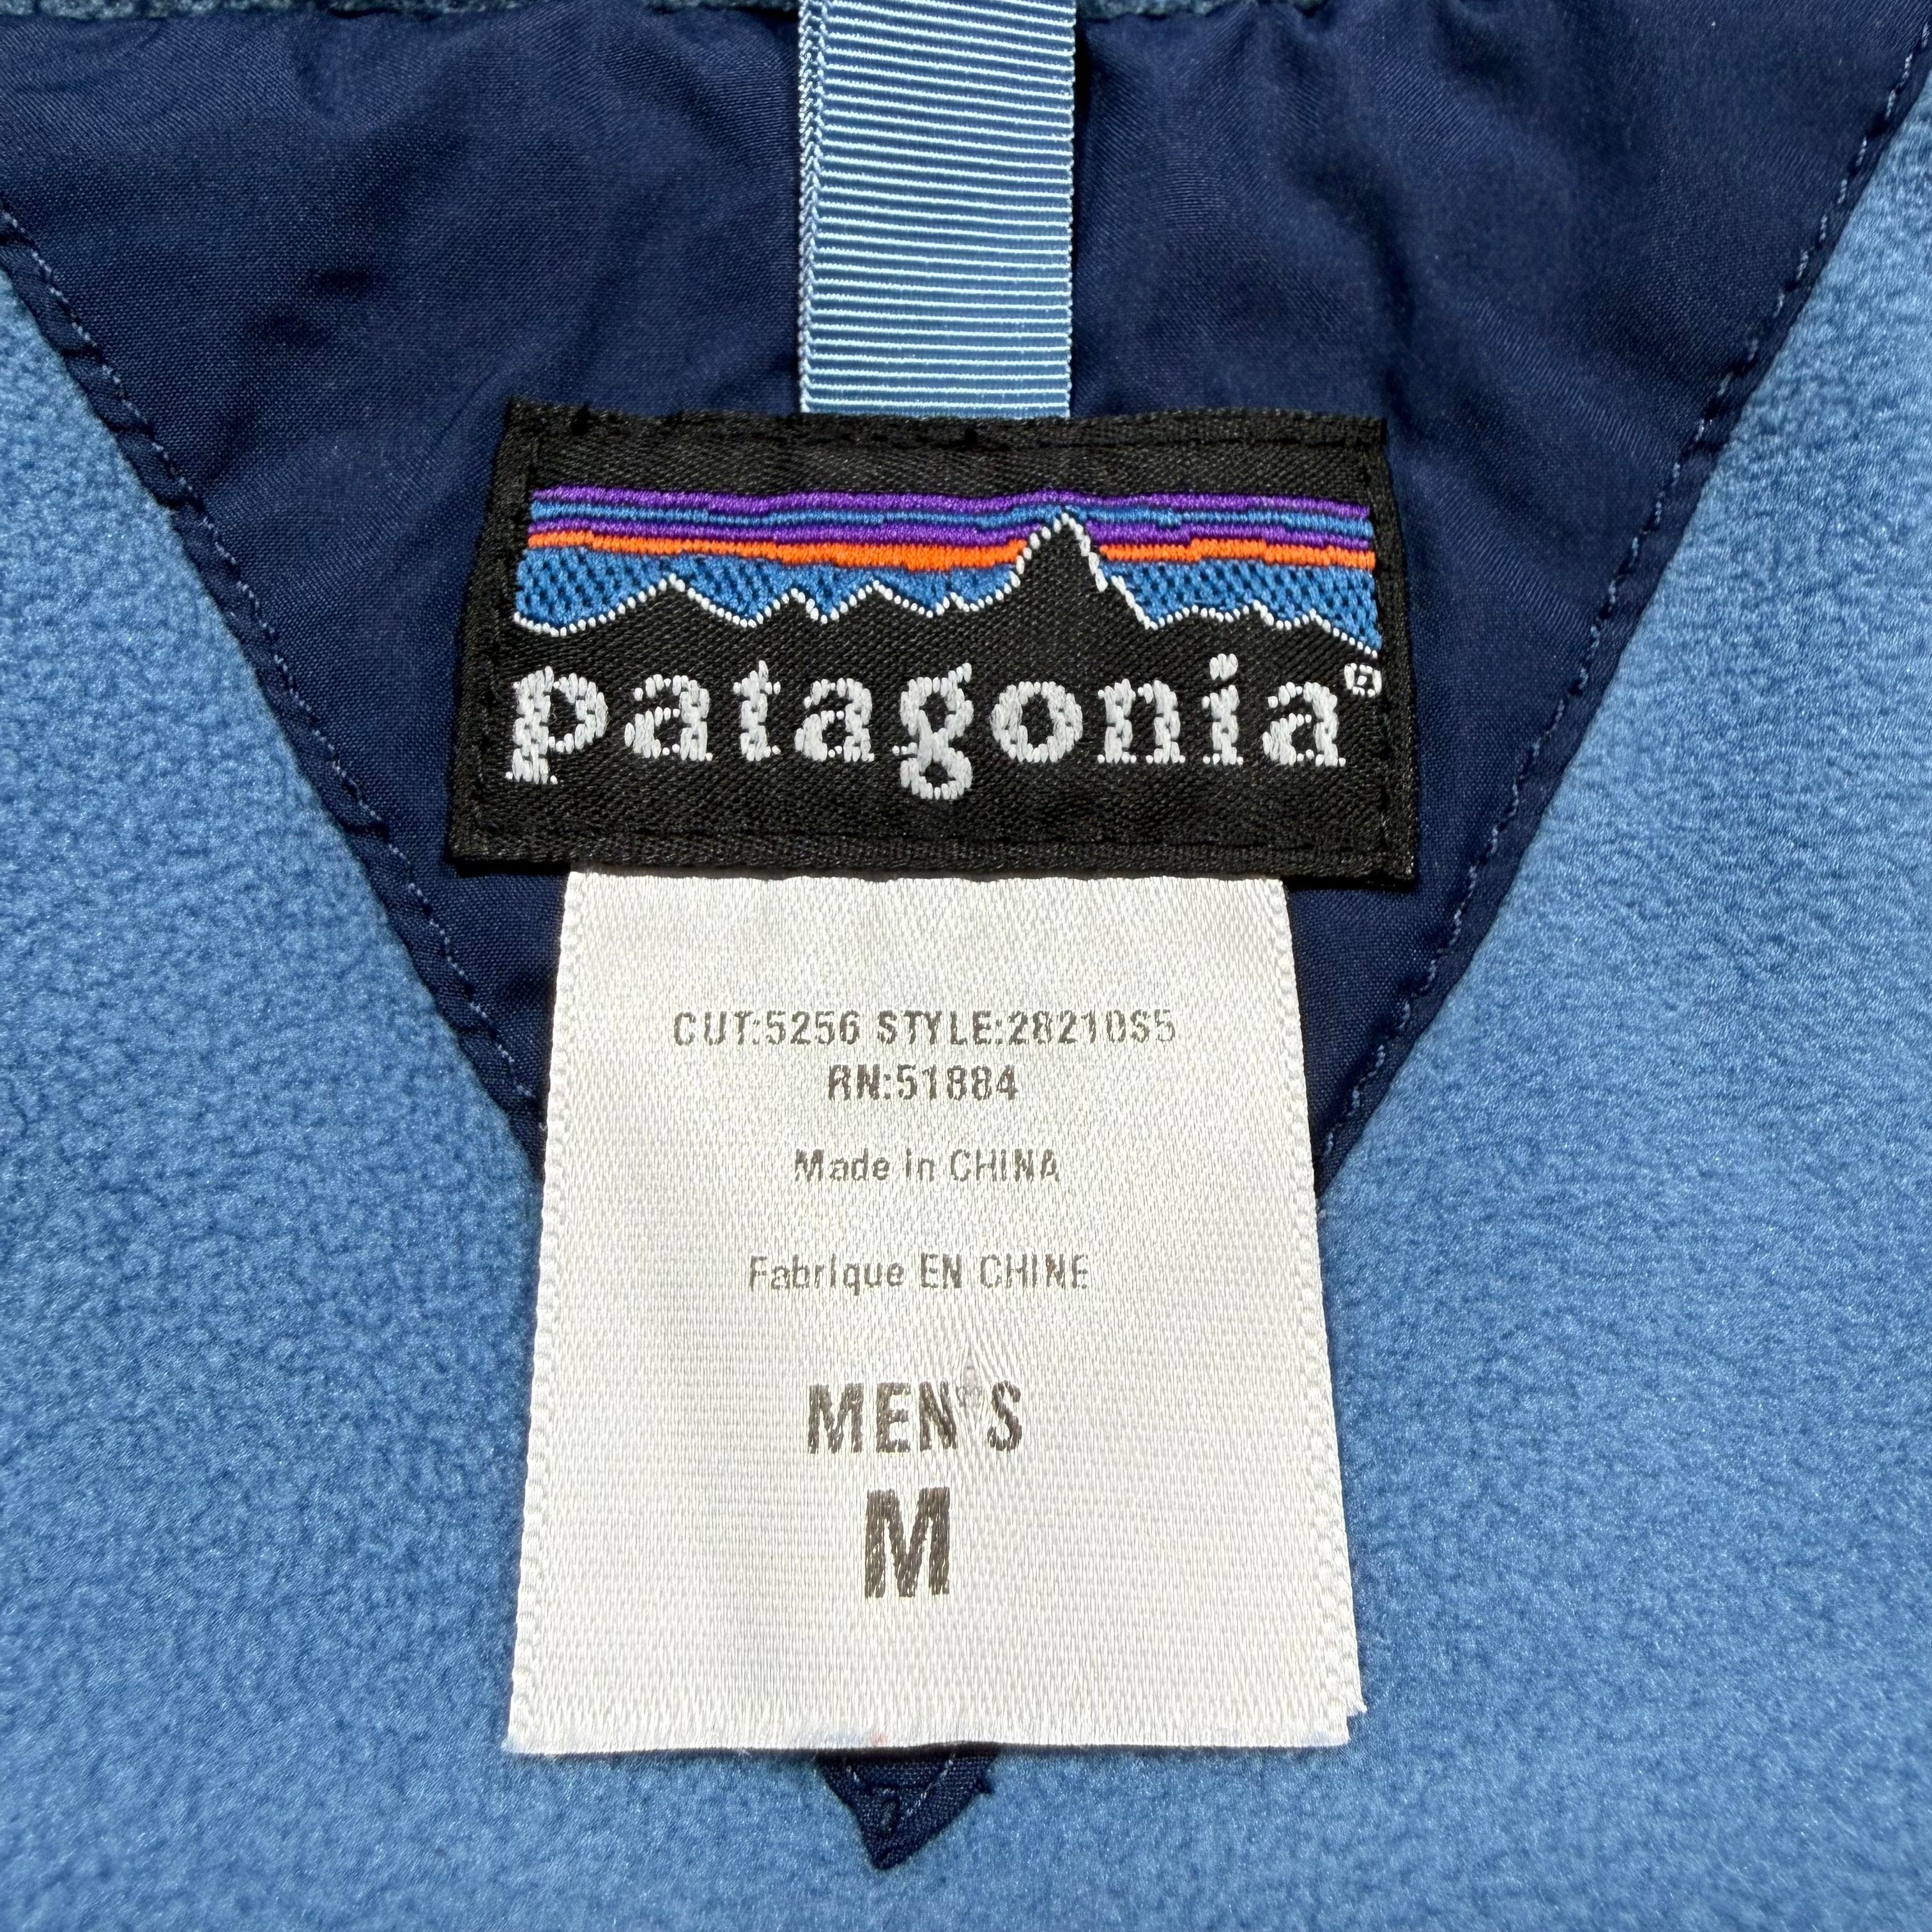 patagonia®
CUT:5256 STYLE:28210S5
RN:51884
Made in CHINA
Fabrique EN CHINE
MEN'S
M